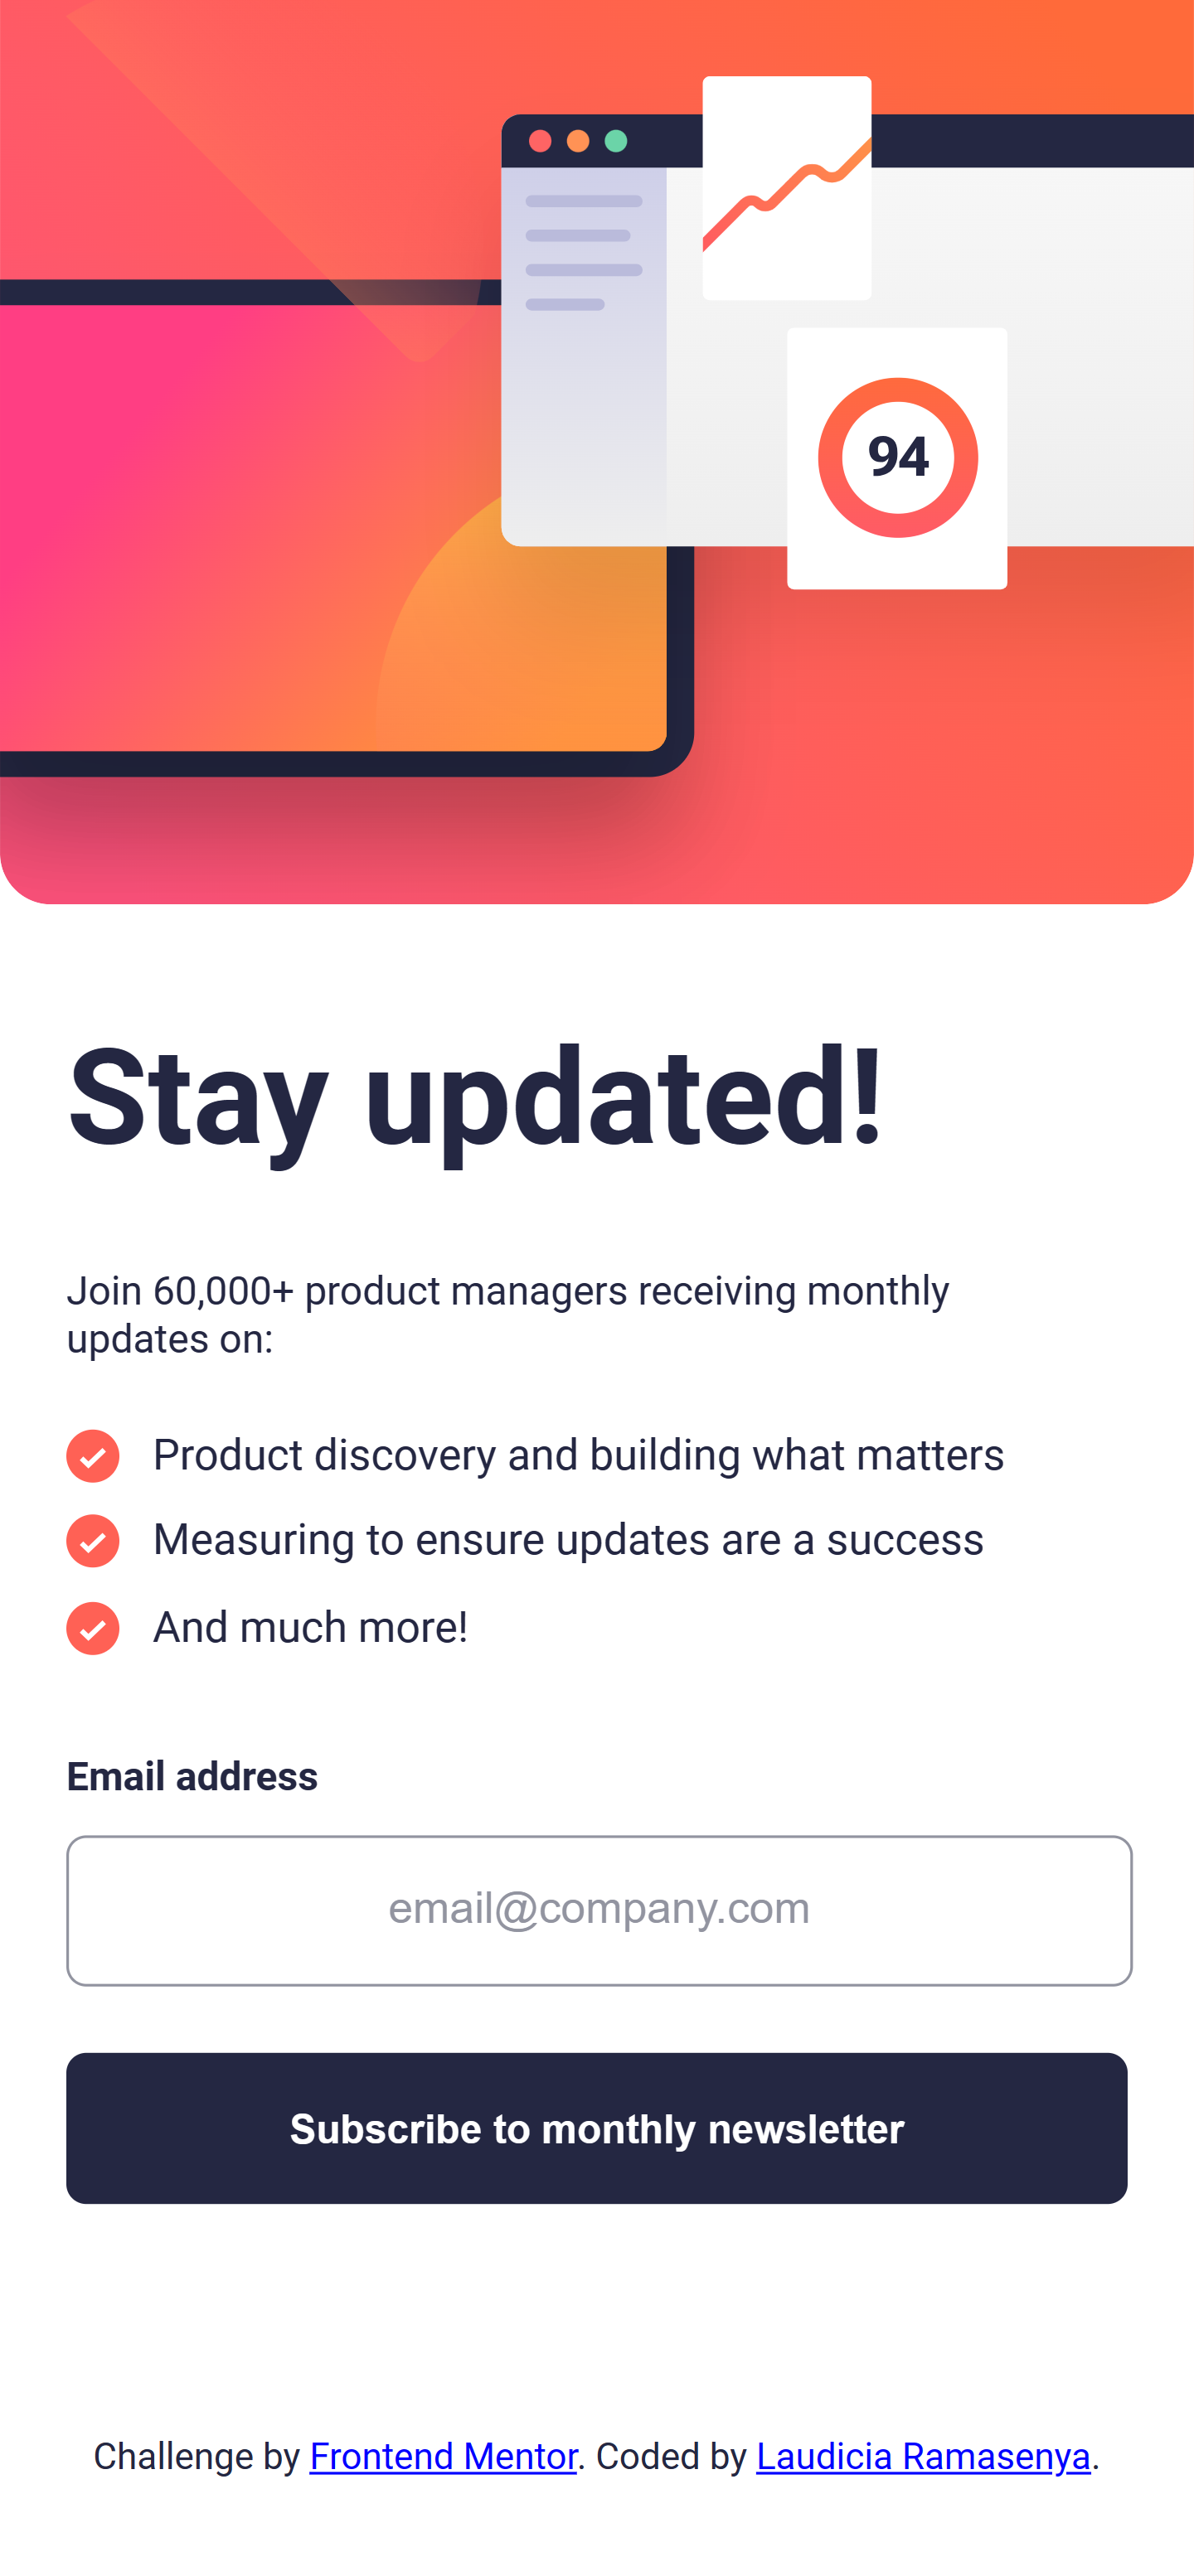 94
Stay updated!
Join 60,000+ product managers receiving monthly
updates on:
Product discovery and building what matters
Measuring to ensure updates are a success
And much more!
Email address
email@company.com
Subscribe to monthly newsletter
Challenge by Frontend Mentor. Coded by Laudicia Ramasenya.